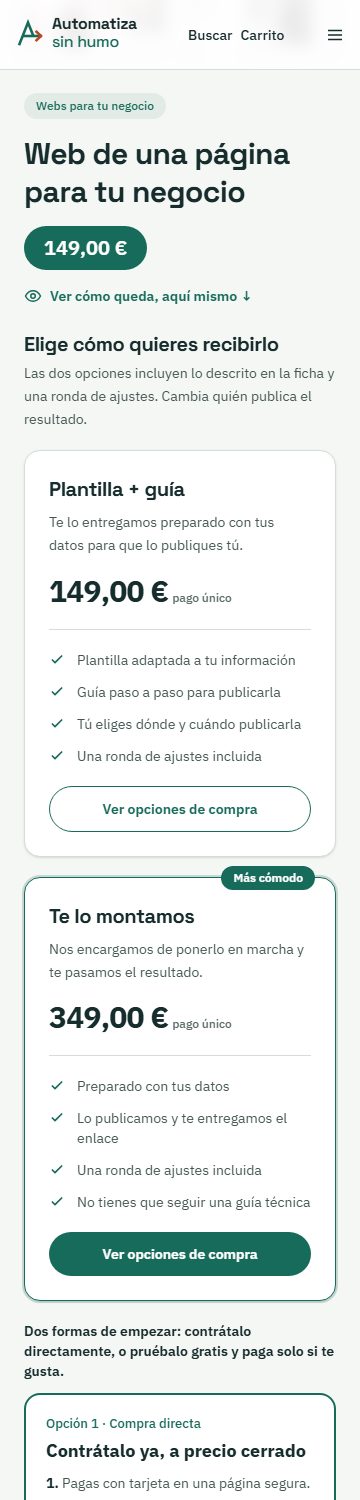 Automatiza
sin humo
Buscar Carrito
Webs para tu negocio
Web de una página
para tu negocio
149,00 €
Ver cómo queda, aquí mismo ↓
Elige cómo quieres recibirlo
Las dos opciones incluyen lo descrito en la ficha y
una ronda de ajustes. Cambia quién publica el
resultado.
Plantilla + guía
Te lo entregamos preparado con tus
datos para que lo publiques tú.
149,00 € pago único
Plantilla adaptada a tu información
Guía paso a paso para publicarla
Tú eliges dónde y cuándo publicarla
Una ronda de ajustes incluida
Ver opciones de compra
Más cómodo
Te lo montamos
Nos encargamos de ponerlo en marcha y
te pasamos el resultado.
349,00 € pago único
Preparado con tus datos
Lo publicamos y te entregamos el
enlace
Una ronda de ajustes incluida
No tienes que seguir una guía técnica
Ver opciones de compra
Dos formas de empezar: contrátalo
directamente, o pruébalo gratis y paga solo si te
gusta.
Opción 1 · Compra directa
Contrátalo ya, a precio cerrado
1. Pagas con tarjeta en una página segura.